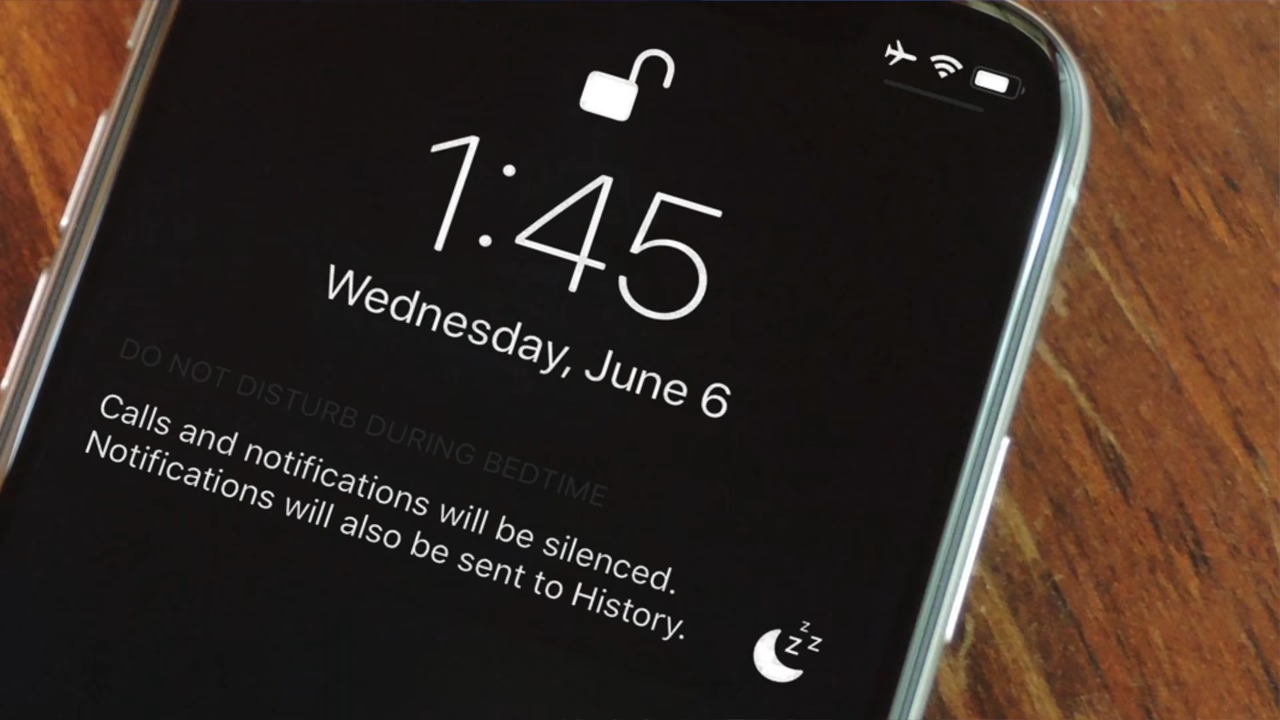 1:45
Wednesday, June 6
DO NOT DISTURB DURING BEDTIME
Calls and notifications will be silenced.
Notifications will also be sent to History.
z z z